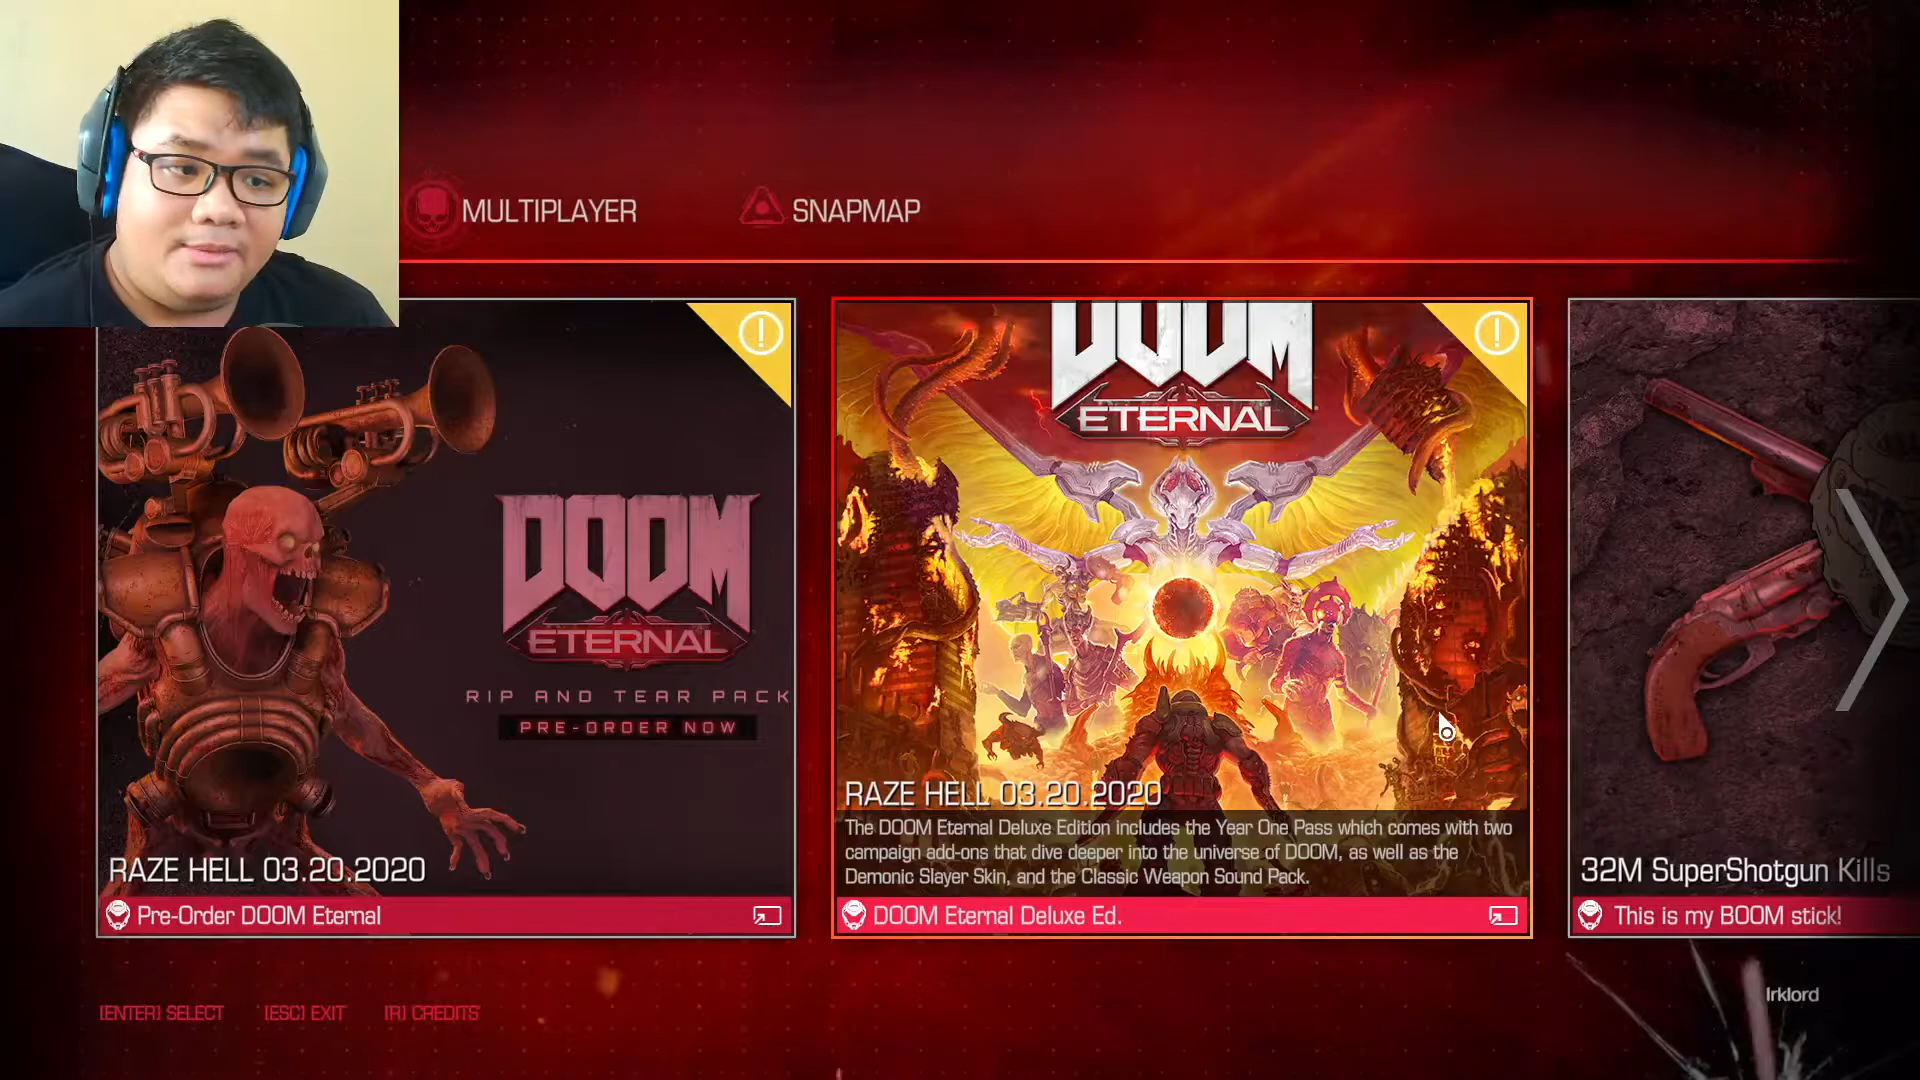 MULTIPLAYER
SNAPMAP
DOOM
ETERNAL
RIP AND TEAR PACK
PRE-ORDER NOW
RAZE HELL 03.20.2020
Pre-Order DOOM Eternal
DOOM
ETERNAL
RAZE HELL 03.20.2020
The DOOM Eternal Deluxe Edition includes the Year One Pass which comes with two
campaign add-ons that dive deeper into the universe of DOOM, as well as the
Demonic Slayer Skin, and the Classic Weapon Sound Pack.
DOOM Eternal Deluxe Ed.
32M SuperShotgun Kills
This is my BOOM stick!
[ENTER] SELECT
[ESC] EXIT
[R] CREDITS
lrklord